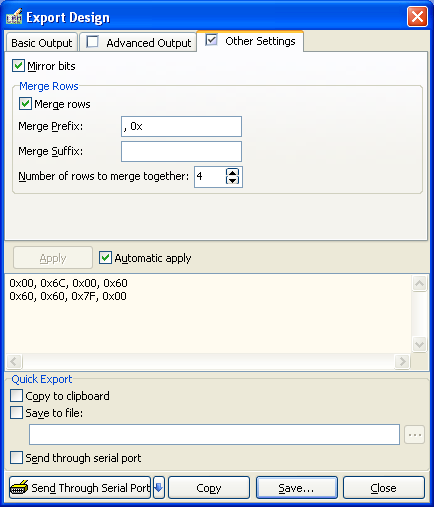 Export Design
Basic Output
Advanced Output
Other Settings
Mirror bits
Merge Rows
Merge rows
Merge Prefix:
, 0x
Merge Suffix:
Number of rows to merge together:
4
Apply
Automatic apply
0x00, 0x6C, 0x00, 0x60
0x60, 0x60, 0x7F, 0x00
Quick Export
Copy to clipboard
Save to file:
...
Send through serial port
Send Through Serial Port
Copy
Save...
Close